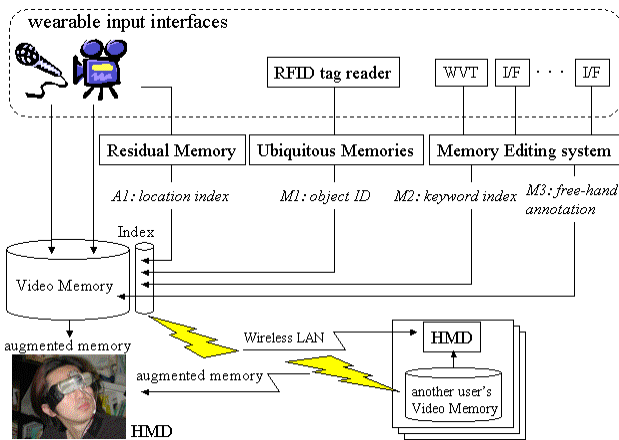 wearable input interfaces
RFID tag reader
WVT
I/F
· · ·
I/F
Residual Memory
Ubiquitous Memories
Memory Editing system
A1: location index
M1: object ID
M2: keyword index
M3: free-hand
annotation
Index
Video Memory
Wireless LAN
HMD
augmented memory
augmented memory
another user's
Video Memory
HMD